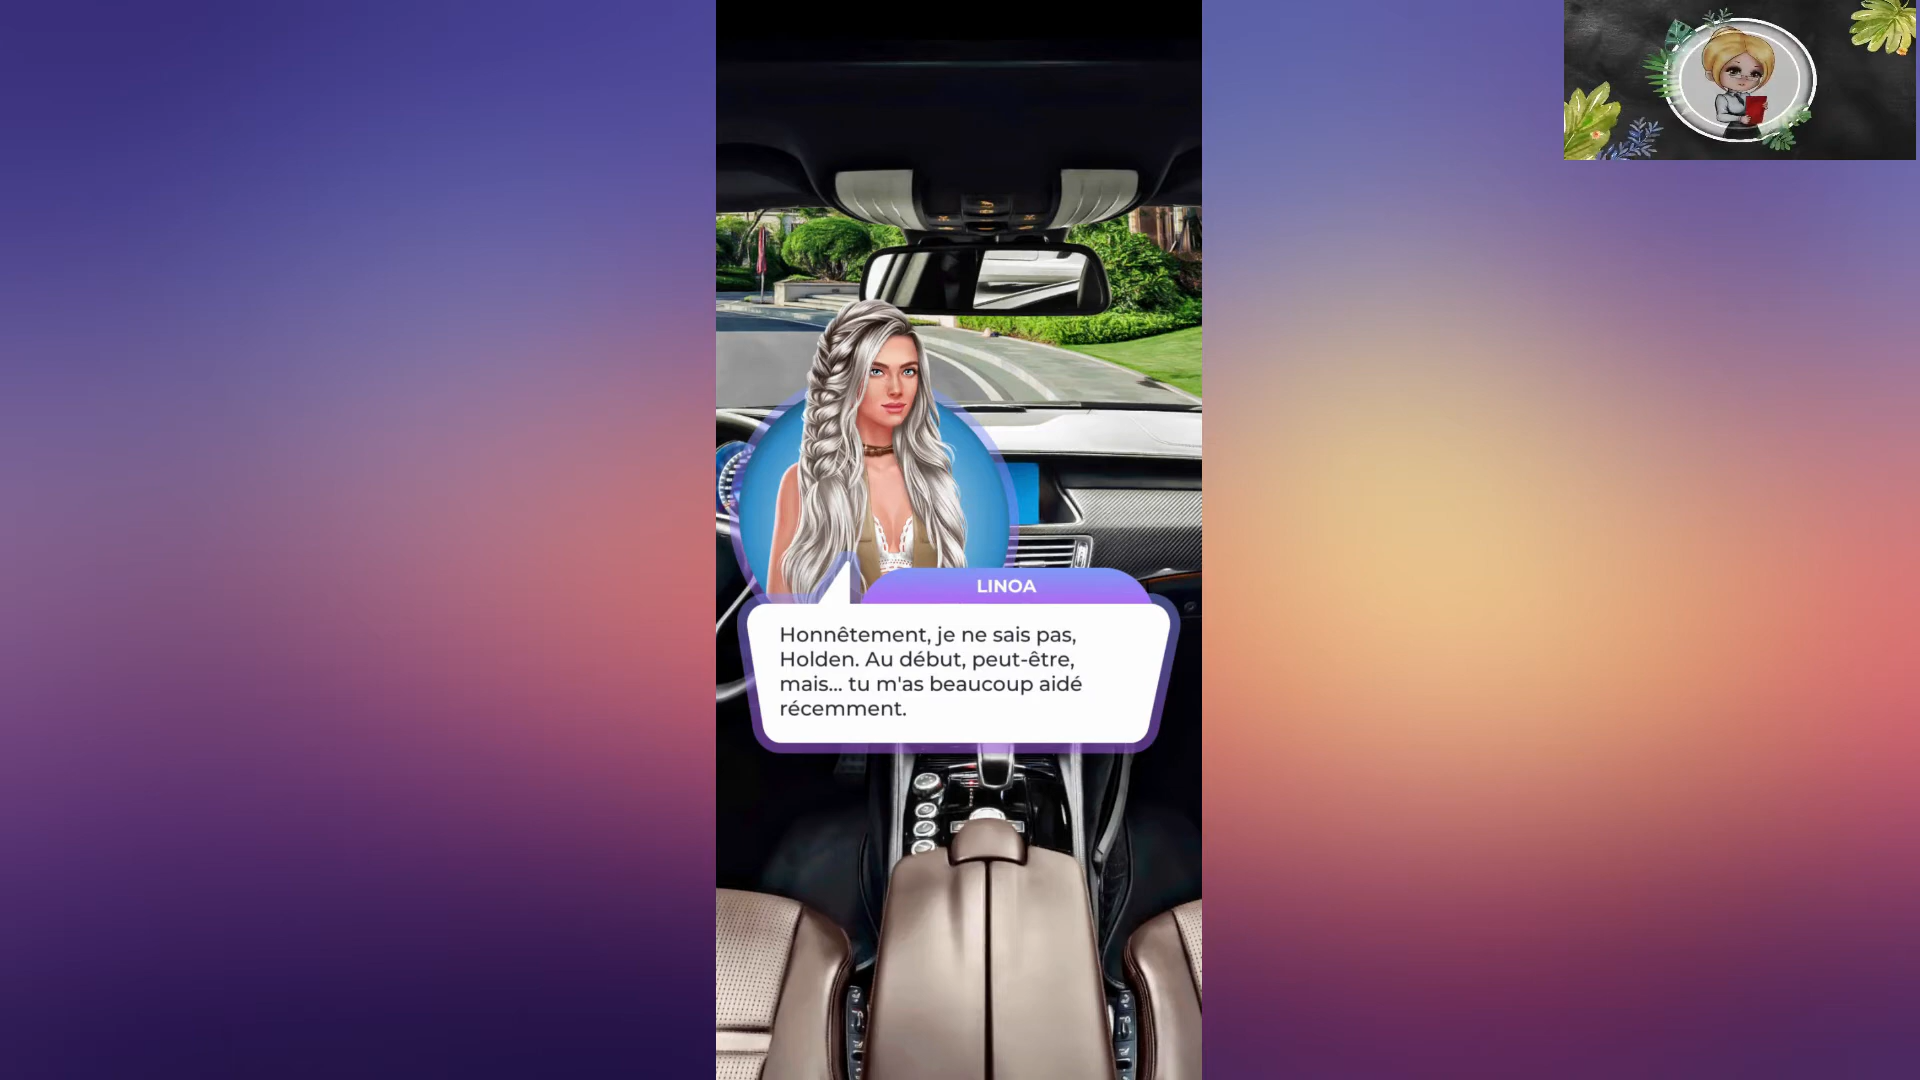 LINOA
Honnêtement, je ne sais pas,
Holden. Au début, peut-être,
mais... tu m'as beaucoup aidé
récemment.